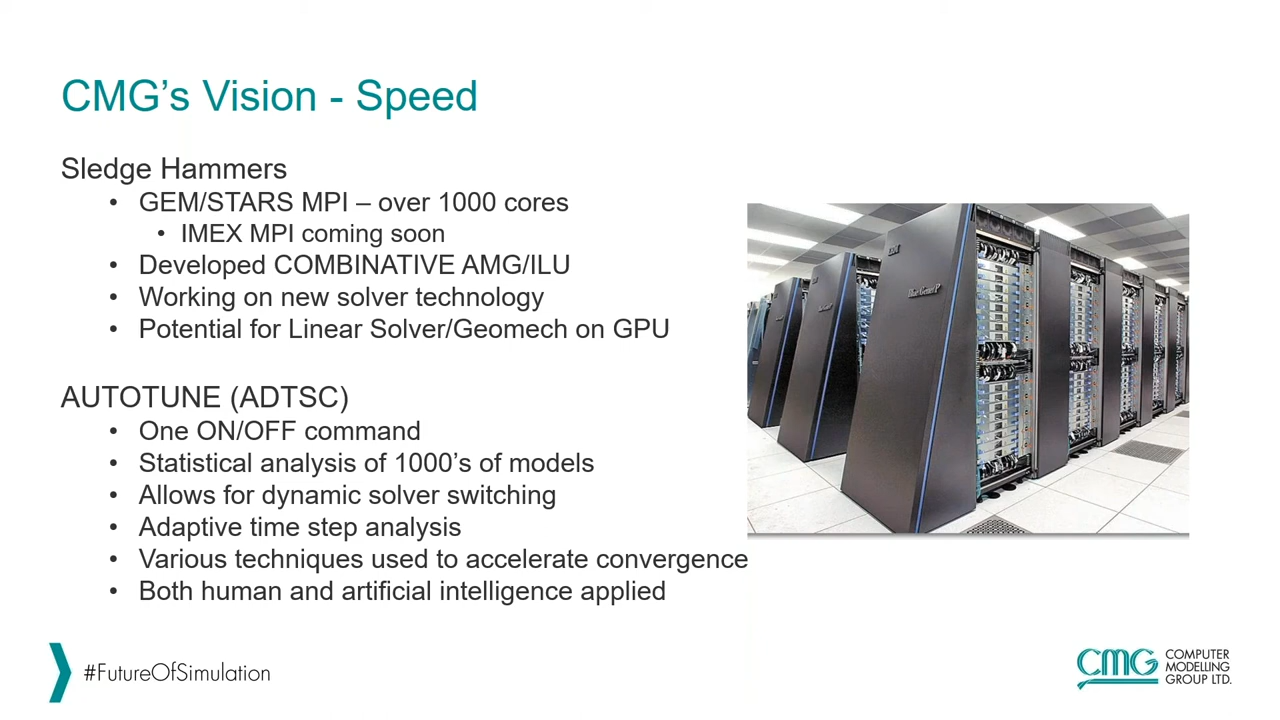 CMG’s Vision - Speed
Sledge Hammers
• GEM/STARS MPI – over 1000 cores
• IMEX MPI coming soon
• Developed COMBINATIVE AMG/ILU
• Working on new solver technology
• Potential for Linear Solver/Geomech on GPU
AUTOTUNE (ADTSC)
• One ON/OFF command
• Statistical analysis of 1000’s of models
• Allows for dynamic solver switching
• Adaptive time step analysis
• Various techniques used to accelerate convergence
• Both human and artificial intelligence applied
IBM
Blue Gene/P
#FutureOfSimulation
CMG
COMPUTER
MODELLING
GROUP LTD.